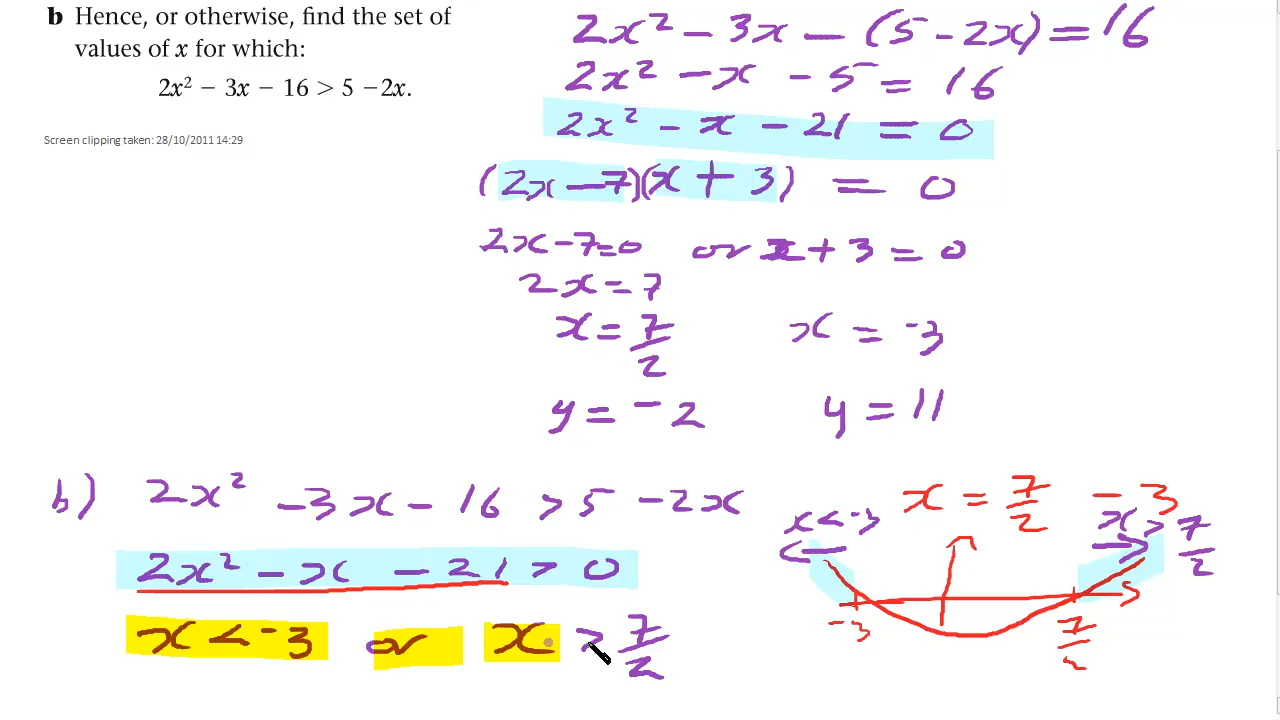 b Hence, or otherwise, find the set of
values of x for which:
2x² − 3x − 16 > 5 −2x.
Screen clipping taken: 28/10/2011 14:29
2x² − 3x − (5 − 2x) = 16
2x² − x − 5 = 16
2x² − x − 21 = 0
(2x − 7)(x + 3) = 0
2x − 7 = 0 or x + 3 = 0
2x = 7
x = 7/2 x = -3
y = -2 y = 11
b) 2x² − 3x − 16 > 5 − 2x
2x² − x − 21 > 0
x < -3 or x > 7/2
x = 7/2 − 3
x < -3 x > 7/2
-3 7/2